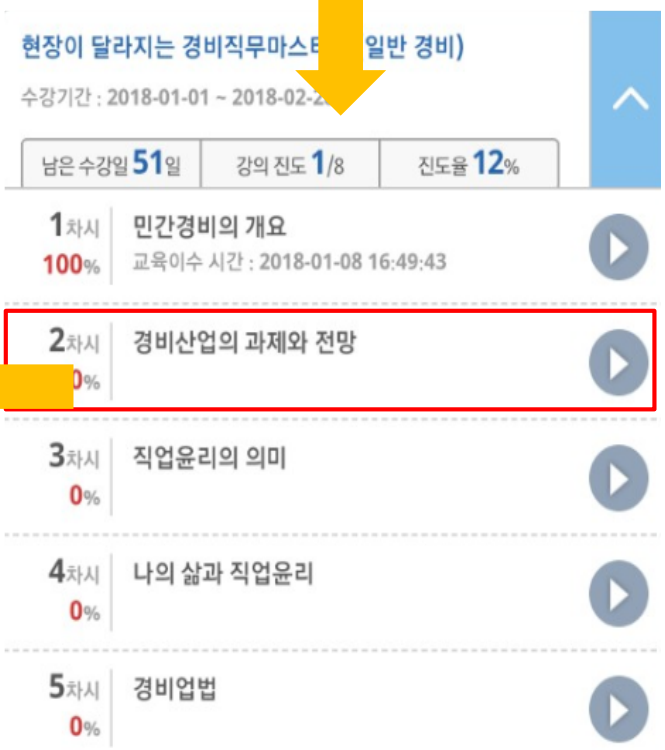 현장이 달라지는 경비직무마스터 일반 경비)
수강기간 : 2018-01-01 ~ 2018-02-2
남은 수강일 51일
강의 진도 1/8
진도율 12%
1차시 민간경비의 개요
100% 교육이수 시간 : 2018-01-08 16:49:43
2차시 경비산업의 과제와 전망
0%
3차시 직업윤리의 의미
0%
4차시 나의 삶과 직업윤리
0%
5차시 경비업법
0%